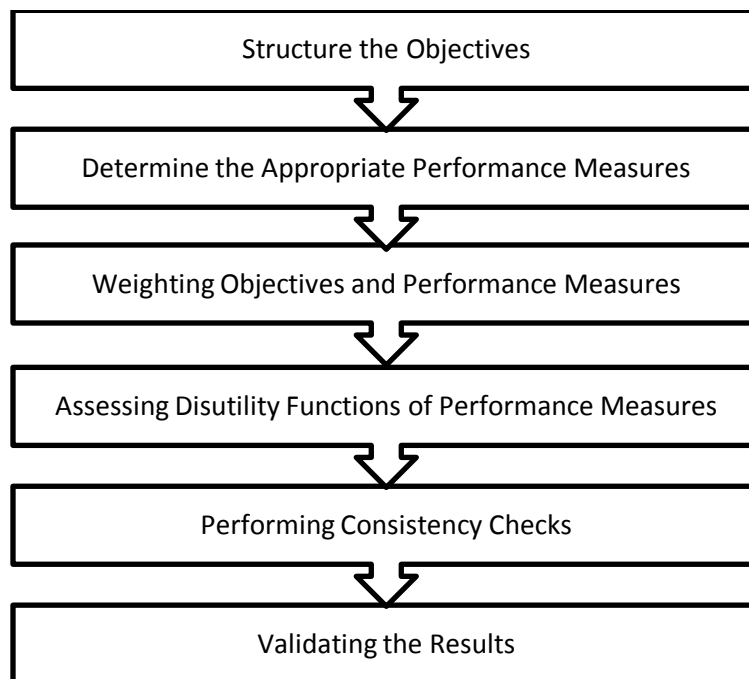 Structure the Objectives
Determine the Appropriate Performance Measures
Weighting Objectives and Performance Measures
Assessing Disutility Functions of Performance Measures
Performing Consistency Checks
Validating the Results